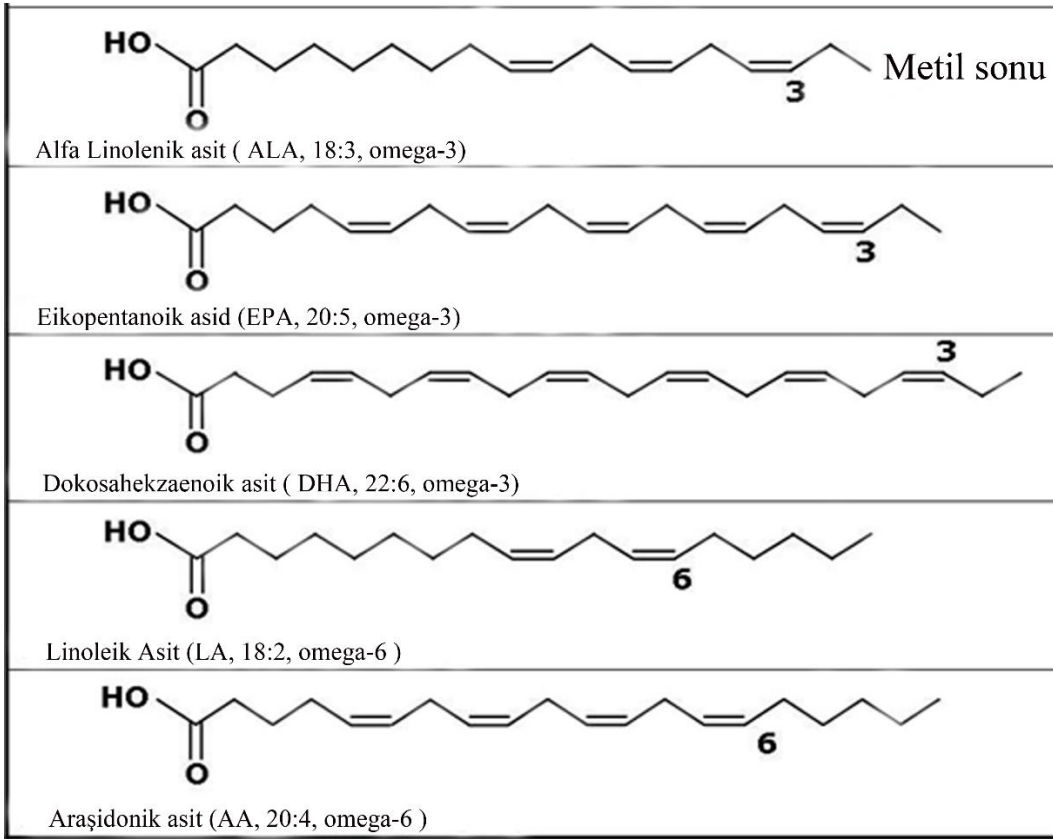 HO
O
3
Metil sonu
Alfa Linolenik asit ( ALA, 18:3, omega-3)
HO
O
3
Eikopentanoik asid (EPA, 20:5, omega-3)
3
HO
O
Dokosahekzaenoik asit ( DHA, 22:6, omega-3)
HO
O
6
Linoleik Asit (LA, 18:2, omega-6 )
HO
O
6
Araşidonik asit (AA, 20:4, omega-6 )